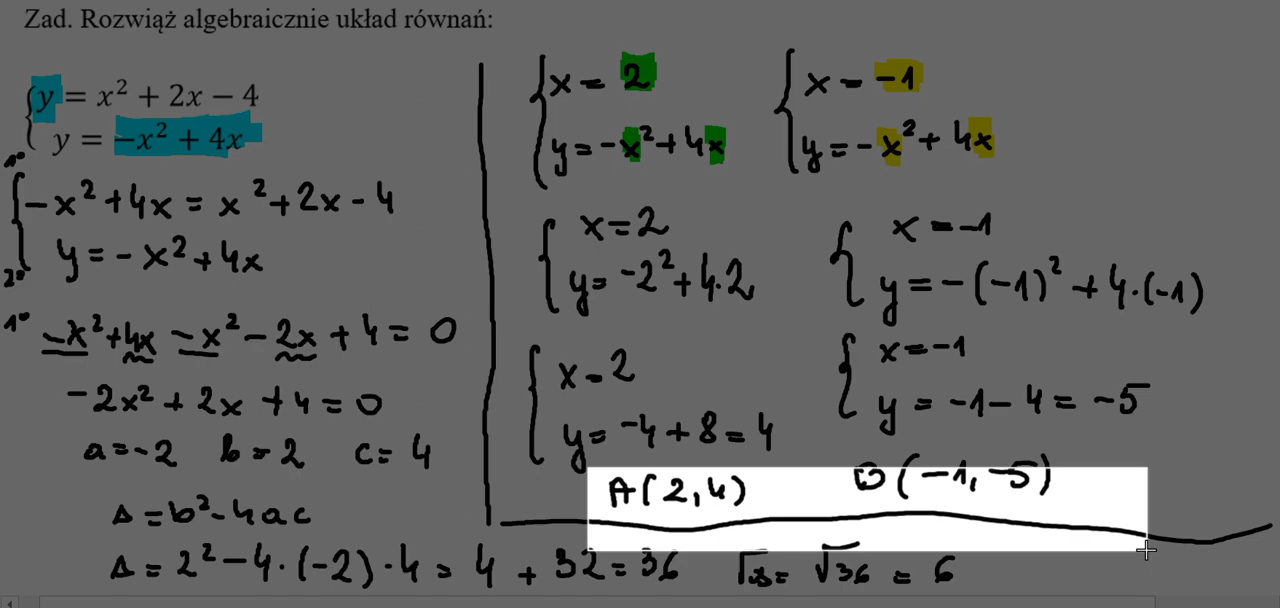 Zad. Rozwiąż algebraicznie układ równań:
y = x² + 2x − 4
y = −x² + 4x
1° −x² + 4x = x² + 2x − 4
2° y = −x² + 4x
1° −x² + 4x − x² − 2x + 4 = 0
−2x² + 2x + 4 = 0
a = −2 b = 2 c = 4
Δ = b² − 4ac
Δ = 2² − 4·(−2)·4 = 4 + 32 = 36 √Δ = √36 = 6
x = 2
y = −x² + 4x
x = 2
y = −2² + 4·2
x = 2
y = −4 + 8 = 4
A(2,4)
x = −1
y = −x² + 4x
x = −1
y = −(−1)² + 4·(−1)
x = −1
y = −1 − 4 = −5
B(−1,−5)